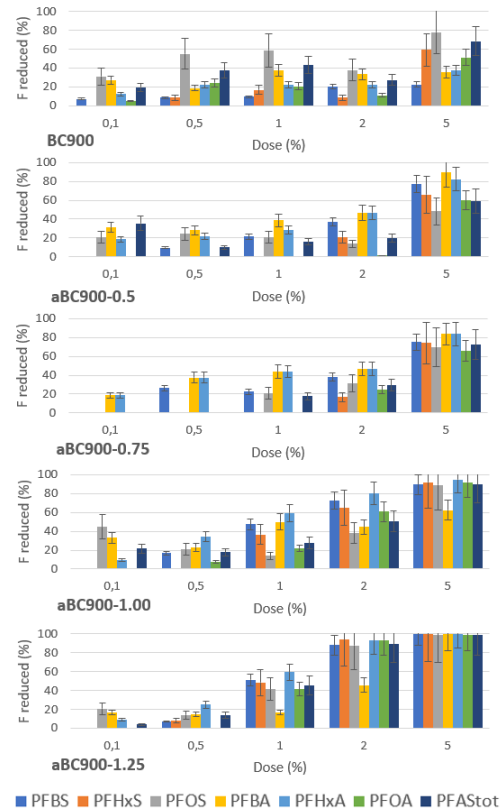 F reduced (%)
100
80
60
40
20
0
0,1 0,5 1 2 5
BC900 Dose (%)
F reduced (%)
100
80
60
40
20
0
0,1 0,5 1 2 5
aBC900-0.5 Dose (%)
F reduced (%)
100
80
60
40
20
0
0,1 0,5 1 2 5
aBC900-0.75 Dose (%)
F reduced (%)
100
80
60
40
20
0
0,1 0,5 1 2 5
aBC900-1.00 Dose (%)
F reduced (%)
100
80
60
40
20
0
0,1 0,5 1 2 5
aBC900-1.25 Dose (%)
PFBS PFHxS PFOS PFBA PFHxA PFOA PFAStot